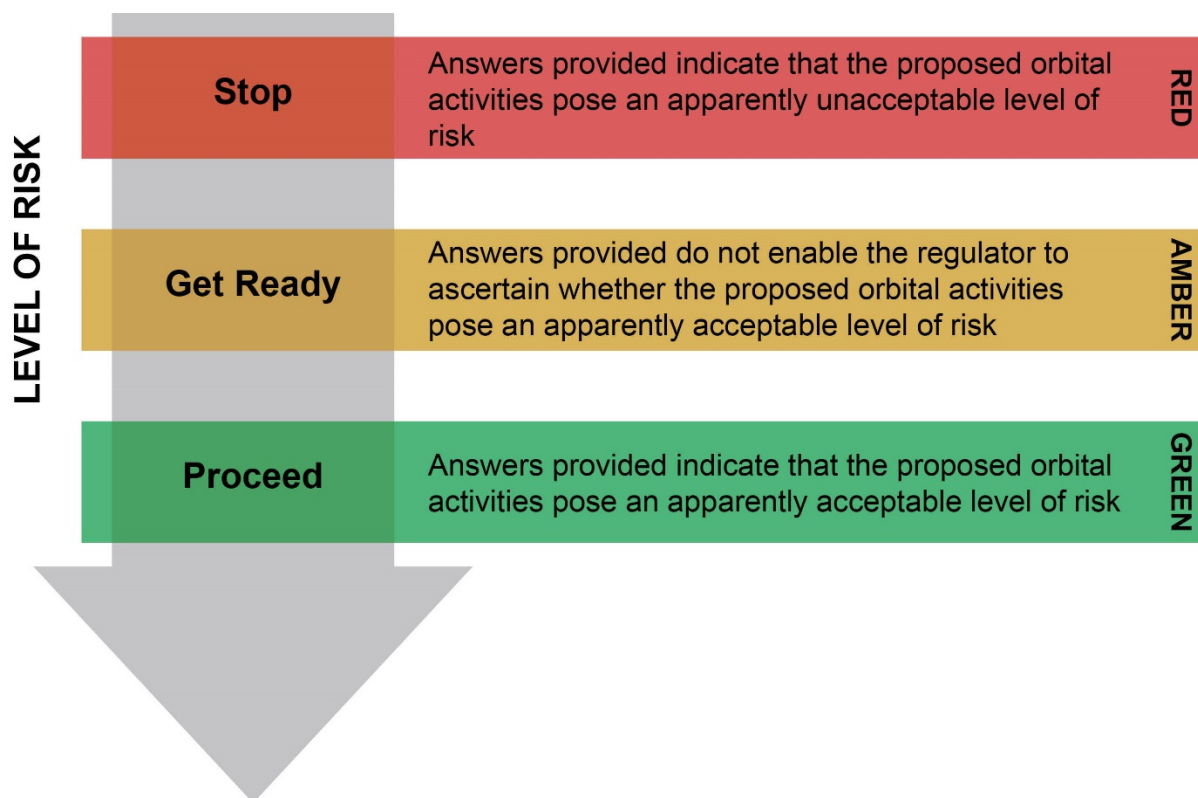 LEVEL OF RISK
Stop
Answers provided indicate that the proposed orbital
activities pose an apparently unacceptable level of
risk
RED
Get Ready
Answers provided do not enable the regulator to
ascertain whether the proposed orbital activities
pose an apparently acceptable level of risk
AMBER
Proceed
Answers provided indicate that the proposed orbital
activities pose an apparently acceptable level of risk
GREEN